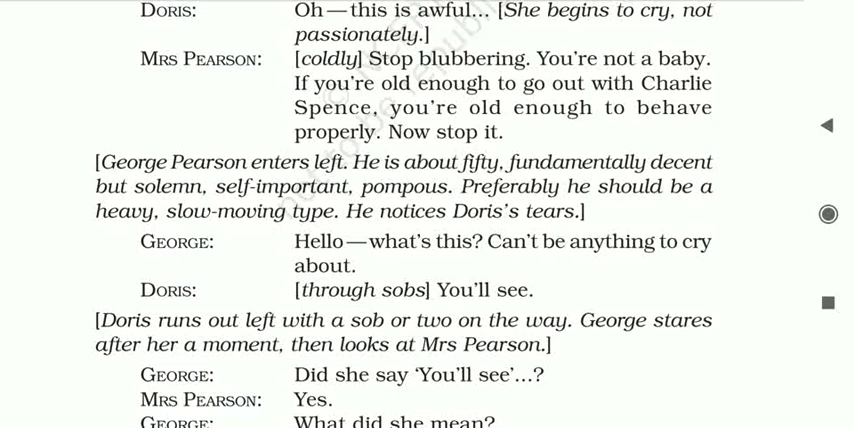 DORIS: Oh—this is awful... [She begins to cry, not
passionately.]
MRS PEARSON: [coldly] Stop blubbering. You're not a baby.
If you're old enough to go out with Charlie
Spence, you're old enough to behave
properly. Now stop it.
[George Pearson enters left. He is about fifty, fundamentally decent
but solemn, self-important, pompous. Preferably he should be a
heavy, slow-moving type. He notices Doris's tears.]
GEORGE: Hello—what's this? Can't be anything to cry
about.
DORIS: [through sobs] You'll see.
[Doris runs out left with a sob or two on the way. George stares
after her a moment, then looks at Mrs Pearson.]
GEORGE: Did she say 'You'll see'...?
MRS PEARSON: Yes.
GEORGE: What did she mean?